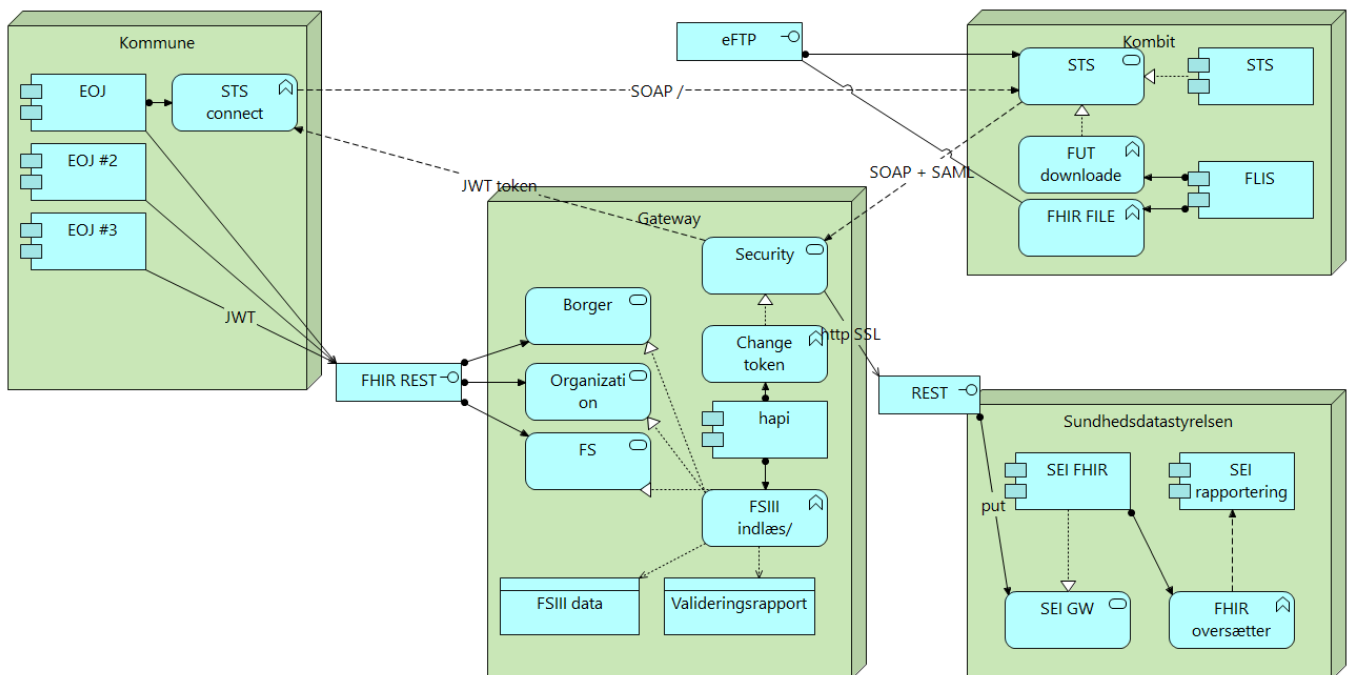 Kommune
EOJ
STS
connect
EOJ #2
EOJ #3
JWT
SOAP /
JWT token
eFTP
Kombit
STS
STS
FUT
downloade
FLIS
FHIR FILE
SOAP + SAML
Gateway
Security
Borger
Change
token
http SSL
FHIR REST
Organizati
on
hapi
FS
FSIII
indlæs/
FSIII data
Valideringsrapport
REST
put
Sundhedsdatastyrelsen
SEI FHIR
SEI
rapportering
SEI GW
FHIR
oversætter